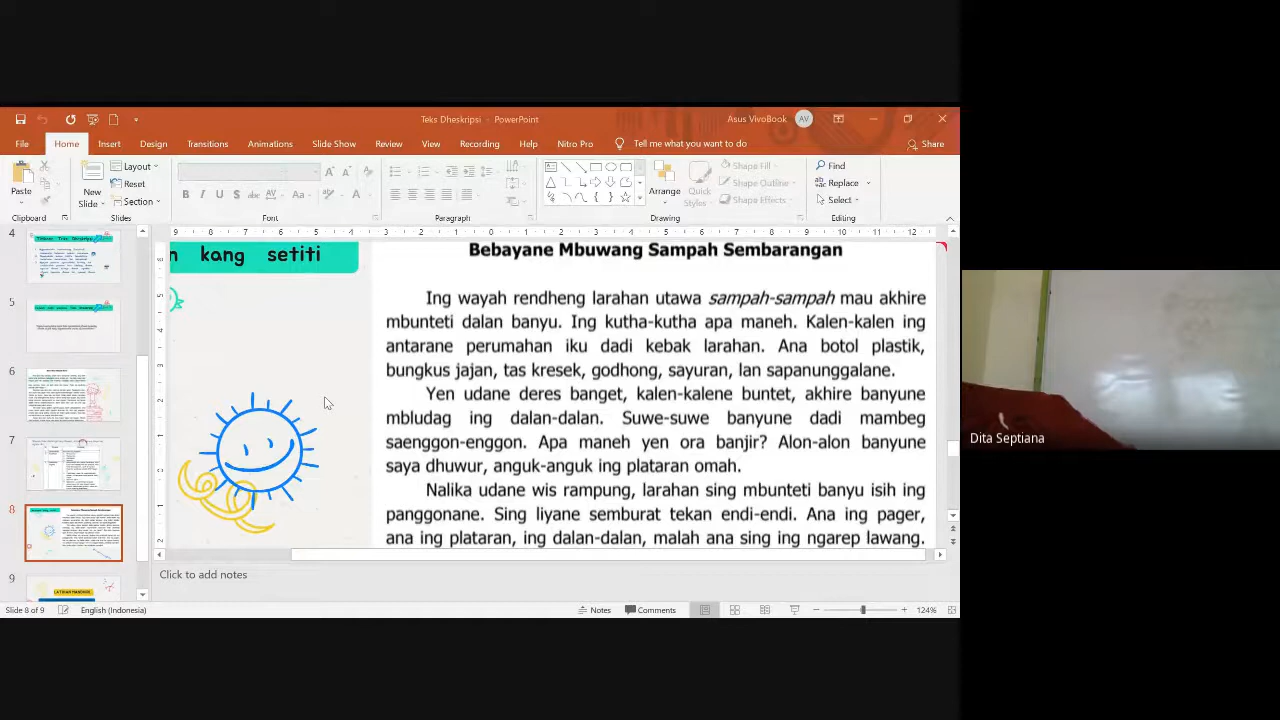 Teks Dheskripsi - PowerPoint
Asus VivoBook AV
File Home Insert Design Transitions Animations Slide Show Review View Recording Help Nitro Pro Tell me what you want to do Share
Paste
Clipboard
New Slide
Layout
Reset
Section
Slides
Font
Paragraph
Arrange
Quick Styles
Shape Fill
Shape Outline
Shape Effects
Drawing
Find
Replace
Select
Editing
4
5
6
7
8
9
n kang setiti
Bebayane Mbuwang Sampah Sembarangan
Ing wayah rendheng larahan utawa sampah-sampah mau akhire
mbunteti dalan banyu. Ing kutha-kutha apa maneh. Kalen-kalen ing
antarane perumahan iku dadi kebak larahan. Ana botol plastik,
bungkus jajan, tas kresek, godhong, sayuran, lan sapanunggalane.
Yen udane deres banget, kalen-kalene buntet, akhire banyune
mbludag ing dalan-dalan. Suwe-suwe banyune dadi mambeg
saenggon-enggon. Apa maneh yen ora banjir? Alon-alon banyune
saya dhuwur, anguk-anguk ing plataran omah.
Nalika udane wis rampung, larahan sing mbunteti banyu isih ing
panggonane. Sing liyane semburat tekan endi-endi. Ana ing pager,
ana ing plataran, ing dalan-dalan, malah ana sing ing ngarep lawang.
Click to add notes
Slide 8 of 9
English (Indonesia)
Notes
Comments
124%
Dita Septiana